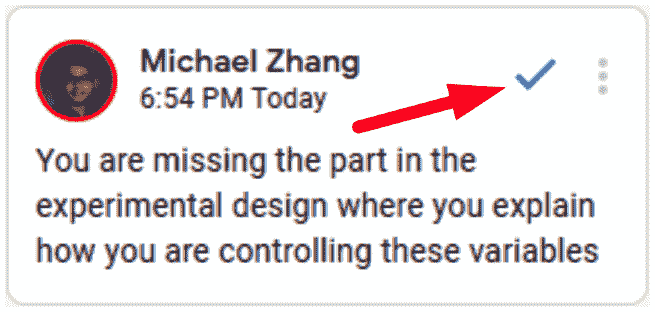 Michael Zhang
6:54 PM Today
You are missing the part in the
experimental design where you explain
how you are controlling these variables